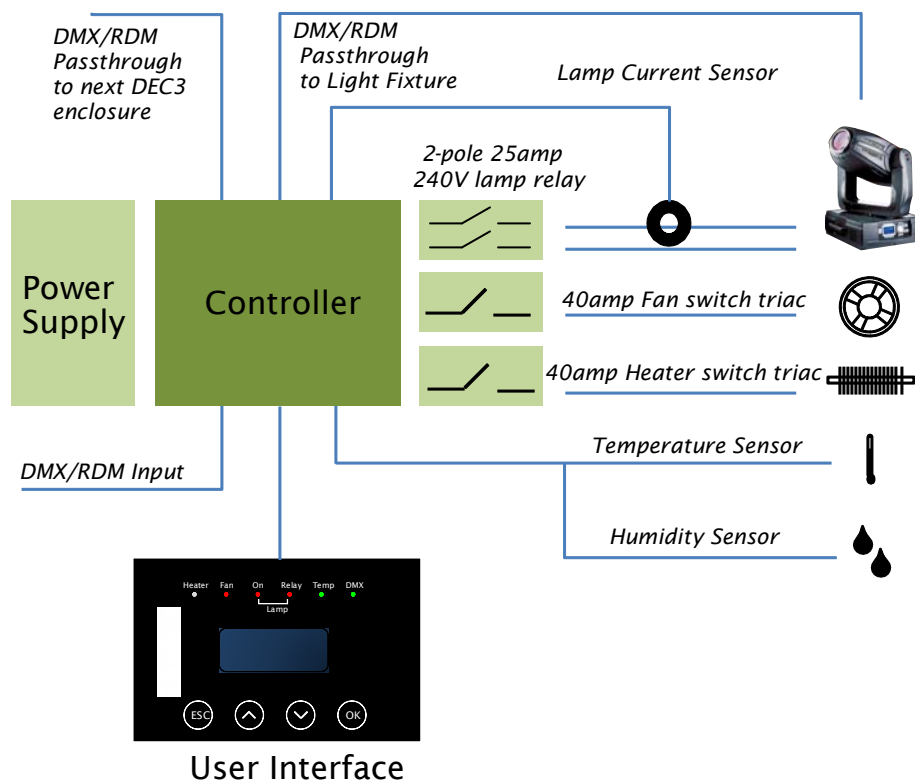 DMX/RDM
Passthrough
to next DEC3
enclosure
DMX/RDM
Passthrough
to Light Fixture
Lamp Current Sensor
2-pole 25amp
240V lamp relay
Power
Supply
Controller
40amp Fan switch triac
40amp Heater switch triac
Temperature Sensor
DMX/RDM Input
Humidity Sensor
Heater Fan On Relay Temp DMX
Lamp
ESC OK
User Interface